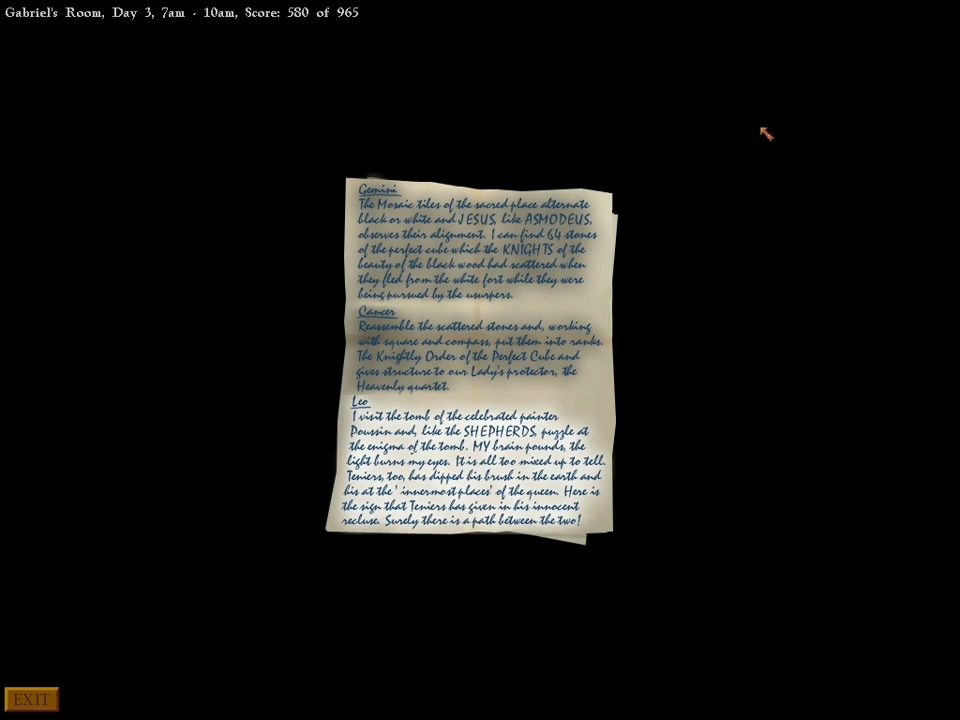 Gabriel's Room, Day 3, 7am - 10am, Score: 580 of 965
Gemini
The Mosaic tiles of the sacred place alternate
black or white and JESUS, like ASMODEUS,
observes their alignment. I can find 64 stones
of the perfect cube which the KNIGHTS of the
beauty of the black wood had scattered when
they fled from the white fort while they were
being pursued by the usurpers.
Cancer
Reassemble the scattered stones and, working
with square and compass, put them into ranks.
The Knightly Order of the Perfect Cube and
gives structure to our Lady's protector, the
Heavenly quartet.
Leo
I visit the tomb of the celebrated painter
Poussin and, like the SHEPHERDS, puzzle at
the enigma of the tomb. MY brain pounds, the
light burns my eyes. It is all too mixed up to tell.
Teniers, too, has dipped his brush in the earth and
his at the 'innermost places' of the queen. Here is
the sign that Teniers has given in his innocent
recluse. Surely there is a path between the two!
EXIT